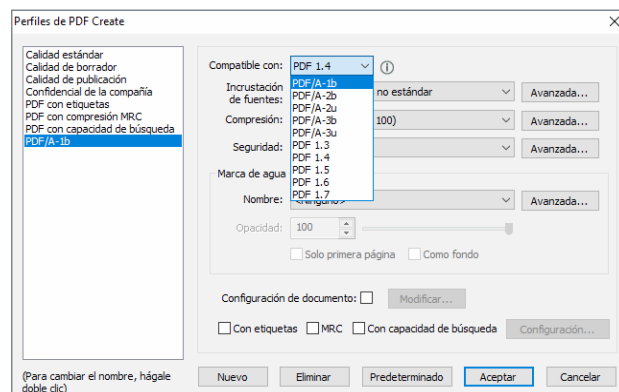 Perfiles de PDF Create
Calidad estándar
Calidad de borrador
Calidad de publicación
Confidencial de la compañía
PDF con etiquetas
PDF con compresión MRC
PDF con capacidad de búsqueda
PDF/A-1b
(Para cambiar el nombre, hágale
doble clic)
Compatible con: PDF 1.4
PDF/A-1b
PDF/A-2b
PDF/A-2u
PDF/A-3b
PDF/A-3u
PDF 1.3
PDF 1.4
PDF 1.5
PDF 1.6
PDF 1.7
Incrustación
de fuentes: no estándar Avanzada...
Compresión: 100) Avanzada...
Seguridad: Avanzada...
Marca de agua
Nombre: <Ninguno> Avanzada...
Opacidad: 100
Solo primera página Como fondo
Configuración de documento: Modificar...
Con etiquetas MRC Con capacidad de búsqueda Configuración...
Nuevo Eliminar Predeterminado Aceptar Cancelar